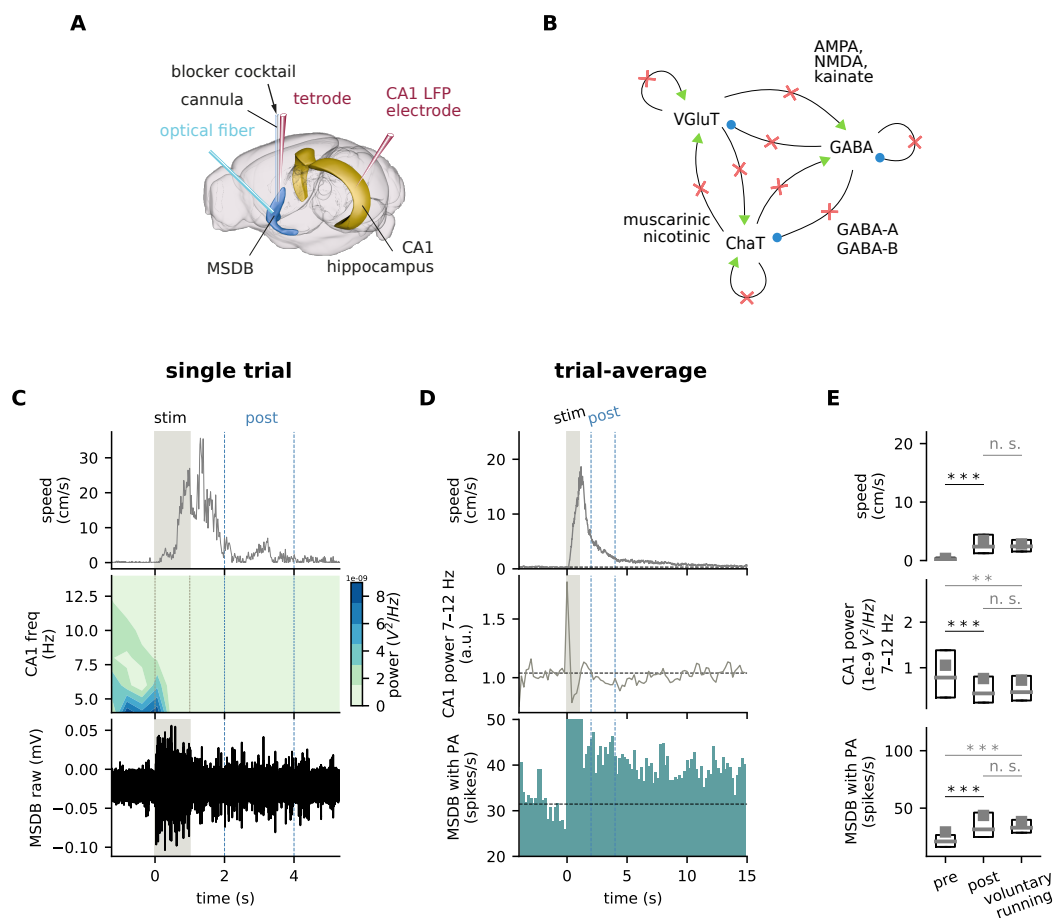 A
blocker cocktail
cannula
optical fiber
tetrode
CA1 LFP
electrode
MSDB
CA1
hippocampus
B
AMPA,
NMDA,
kainate
VGluT
GABA
muscarinic
nicotinic
ChaT
GABA-A
GABA-B
single trial
trial-average
C
stim
post
speed
(cm/s)
30
20
10
0
CA1 freq
(Hz)
12.5
10.0
7.5
5.0
1e-09
8
6
4
2
0
power (V²/Hz)
MSDB raw (mV)
0.05
0.00
−0.05
−0.10
0
2
4
time (s)
D
stim
post
speed
(cm/s)
20
10
0
CA1 power 7–12 Hz
(a.u.)
1.5
1.0
MSDB with PA
(spikes/s)
50
40
30
20
0
5
10
15
time (s)
E
speed
(cm/s)
20
10
0
n. s.
***
CA1 power
(1e-9 V²/Hz)
7–12 Hz
2
1
**
n. s.
***
MSDB with PA
(spikes/s)
100
50
***
n. s.
***
pre
post
voluntary
running